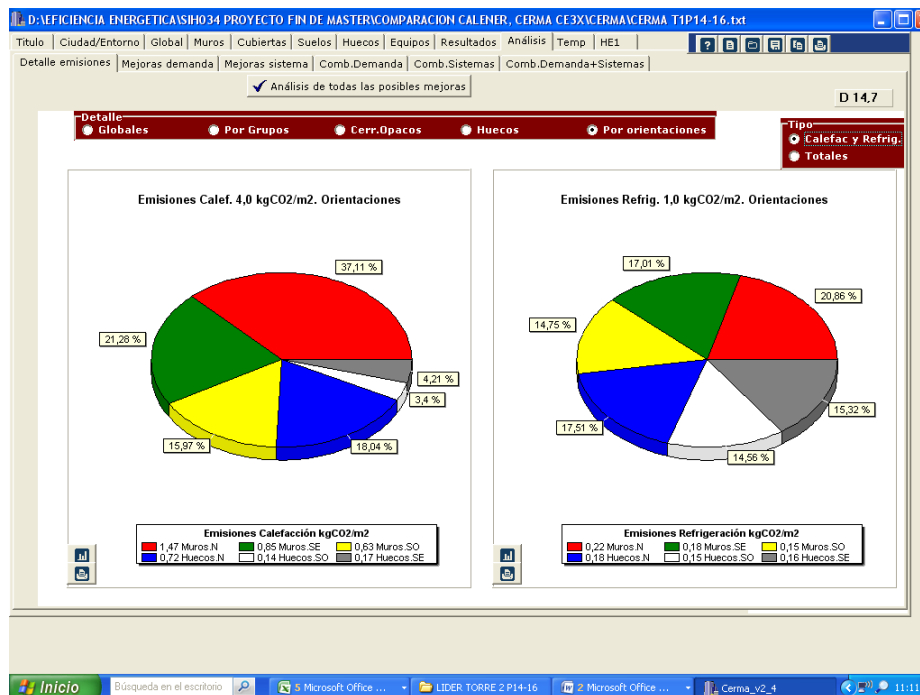 D:\EFICIENCIA ENERGETICA\SIH034 PROYECTO FIN DE MASTER\COMPARACION CALENER, CERMA CE3X\CERMA\CERMA T1P14-16.txt
Titulo Ciudad/Entorno Global Muros Cubiertas Suelos Huecos Equipos Resultados Análisis Temp HE1
Detalle emisiones Mejoras demanda Mejoras sistema Comb.Demanda Comb.Sistemas Comb.Demanda+Sistemas
Análisis de todas las posibles mejoras
D 14,7
Detalle
Globales Por Grupos Cerr.Opacos Huecos Por orientaciones
Tipo
Calefac y Refrig.
Totales
Emisiones Calef. 4,0 kgCO2/m2. Orientaciones
37,11 %
21,28 %
4,21 %
3,4 %
15,97 %
18,04 %
Emisiones Calefacción kgCO2/m2
1,47 Muros.N 0,85 Muros.SE 0,63 Muros.SO
0,72 Huecos.N 0,14 Huecos.SO 0,17 Huecos.SE
Emisiones Refrig. 1,0 kgCO2/m2. Orientaciones
17,01 %
20,86 %
14,75 %
15,32 %
17,51 %
14,56 %
Emisiones Refrigeración kgCO2/m2
0,22 Muros.N 0,18 Muros.SE 0,15 Muros.SO
0,18 Huecos.N 0,15 Huecos.SO 0,16 Huecos.SE
Inicio Búsqueda en el escritorio 5 Microsoft Office ... LIDER TORRE 2 P14-16 2 Microsoft Office ... Cerma_v2_4